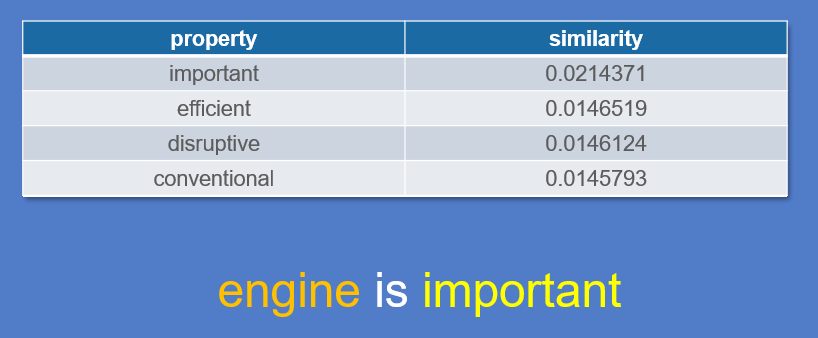 property similarity
important 0.0214371
efficient 0.0146519
disruptive 0.0146124
conventional 0.0145793
engine is important